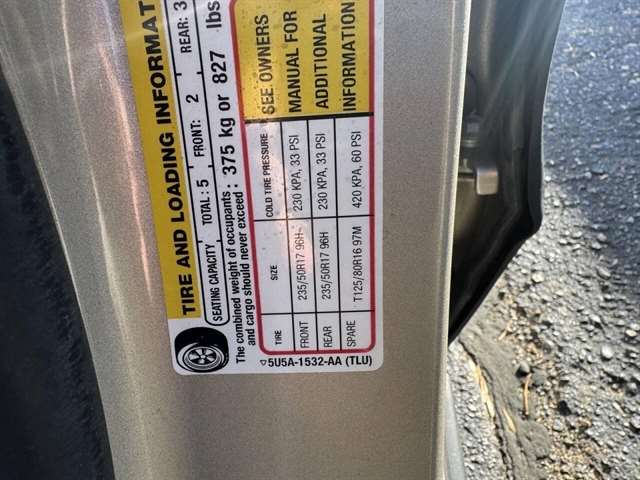 TIRE AND LOADING INFORMAT
SEATING CAPACITY TOTAL: 5 FRONT: 2 REAR: 3
The combined weight of occupants and cargo should never exceed: 375 kg or 827 lbs
TIRE SIZE COLD TIRE PRESSURE
FRONT 235/50R17 96H 230 KPA, 33 PSI
REAR 235/50R17 96H 230 KPA, 33 PSI
SPARE T125/80R16 97M 420 KPA, 60 PSI
SEE OWNERS
MANUAL FOR
ADDITIONAL
INFORMATION
5U5A-1532-AA (TLU)